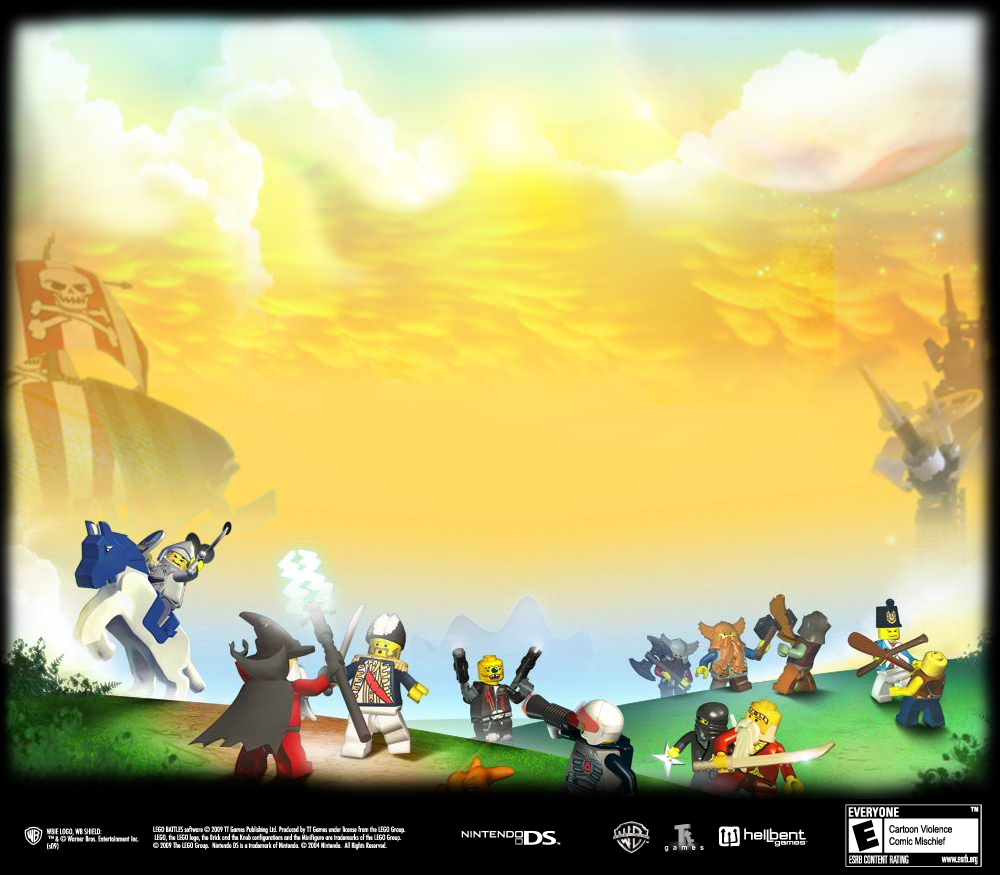 WB
WBIE LOGO, WB SHIELD:
™ & © Warner Bros. Entertainment Inc.
(s09)
LEGO BATTLES software © 2009 TT Games Publishing Ltd. Produced by TT Games under license from the LEGO Group.
LEGO, the LEGO logo, the Brick and the Knob configurations and the Minifigure are trademarks of the LEGO Group.
© 2009 The LEGO Group. Nintendo DS is a trademark of Nintendo. © 2004 Nintendo. All Rights Reserved.
NINTENDO DS™
games
hellbent
games
EVERYONE ™
E
Cartoon Violence
Comic Mischief
ESRB CONTENT RATING www.esrb.org